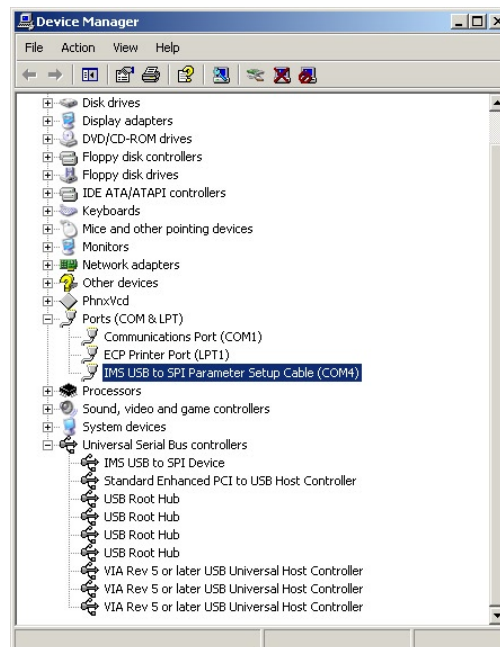 Device Manager
File Action View Help
Disk drives
Display adapters
DVD/CD-ROM drives
Floppy disk controllers
Floppy disk drives
IDE ATA/ATAPI controllers
Keyboards
Mice and other pointing devices
Monitors
Network adapters
Other devices
PhnxVcd
Ports (COM & LPT)
Communications Port (COM1)
ECP Printer Port (LPT1)
IMS USB to SPI Parameter Setup Cable (COM4)
Processors
Sound, video and game controllers
System devices
Universal Serial Bus controllers
IMS USB to SPI Device
Standard Enhanced PCI to USB Host Controller
USB Root Hub
USB Root Hub
USB Root Hub
USB Root Hub
VIA Rev 5 or later USB Universal Host Controller
VIA Rev 5 or later USB Universal Host Controller
VIA Rev 5 or later USB Universal Host Controller